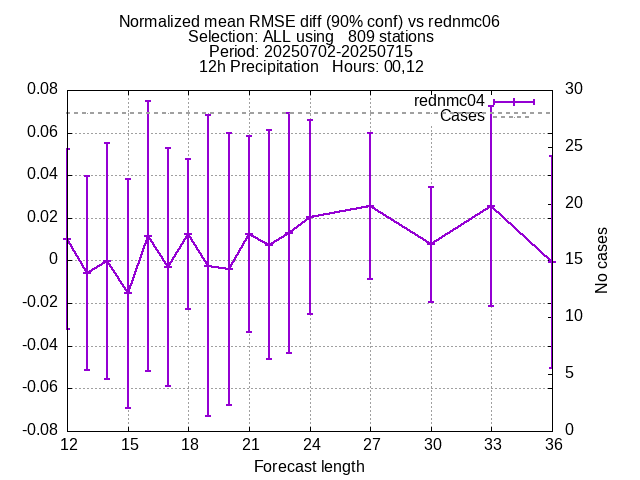 Normalized mean RMSE diff (90% conf) vs rednmc06
Selection: ALL using   809 stations
Period: 20250702-20250715
12h Precipitation   Hours: 00,12
rednmc04
Cases
0.08
0.06
0.04
0.02
0
-0.02
-0.04
-0.06
-0.08
30
25
20
15
10
5
0
No cases
12 15 18 21 24 27 30 33 36
Forecast length